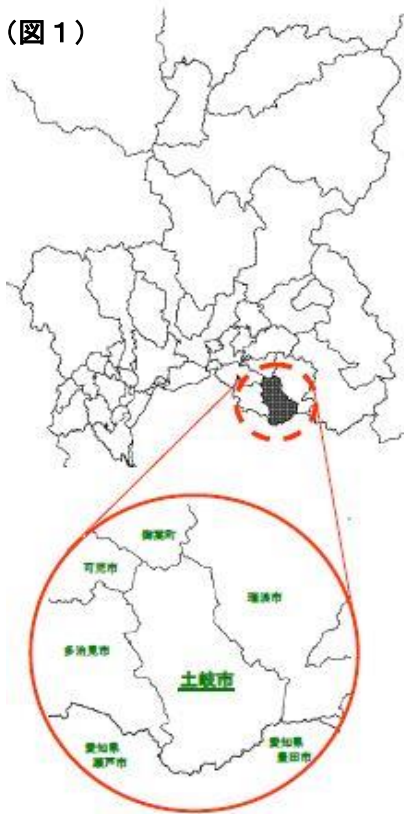 (図１)
御嵩町
可児市
瑞浪市
多治見市
土岐市
愛知県
瀬戸市
愛知県
豊田市